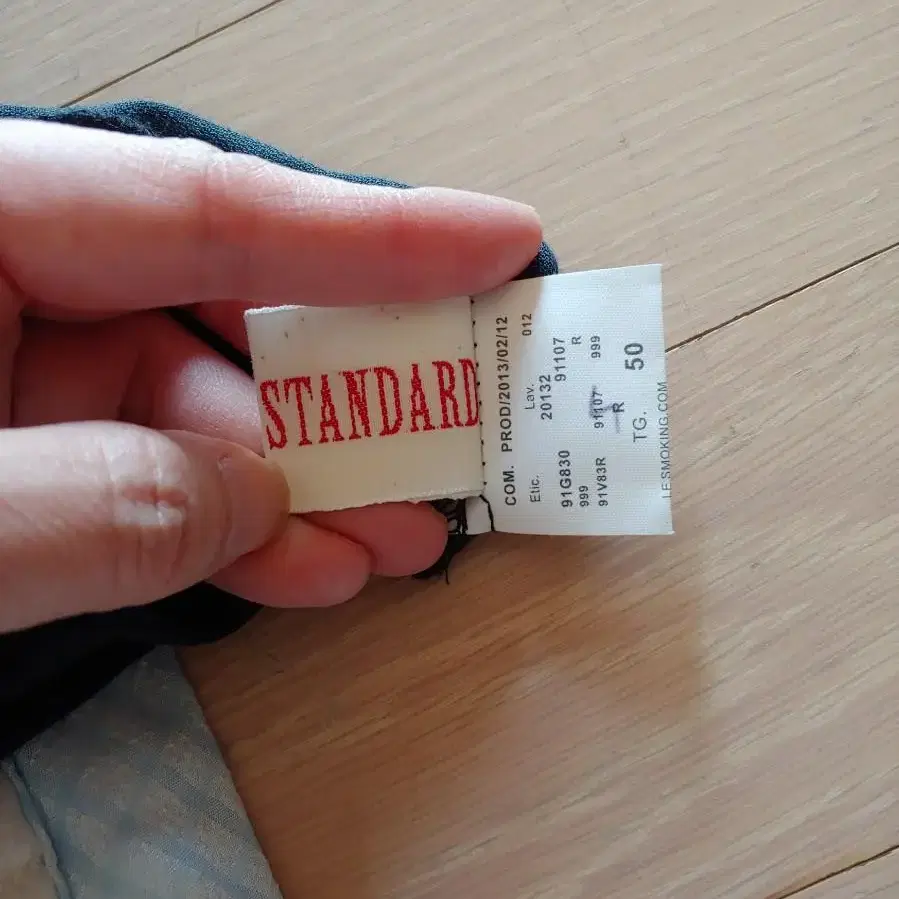 STANDARD
COM. PROD/2013/02/12
Etic. Lav. 012
20132
91G830 91107
999 R
91V83R 91107 999
R
TG. 50
LESMOKING.COM